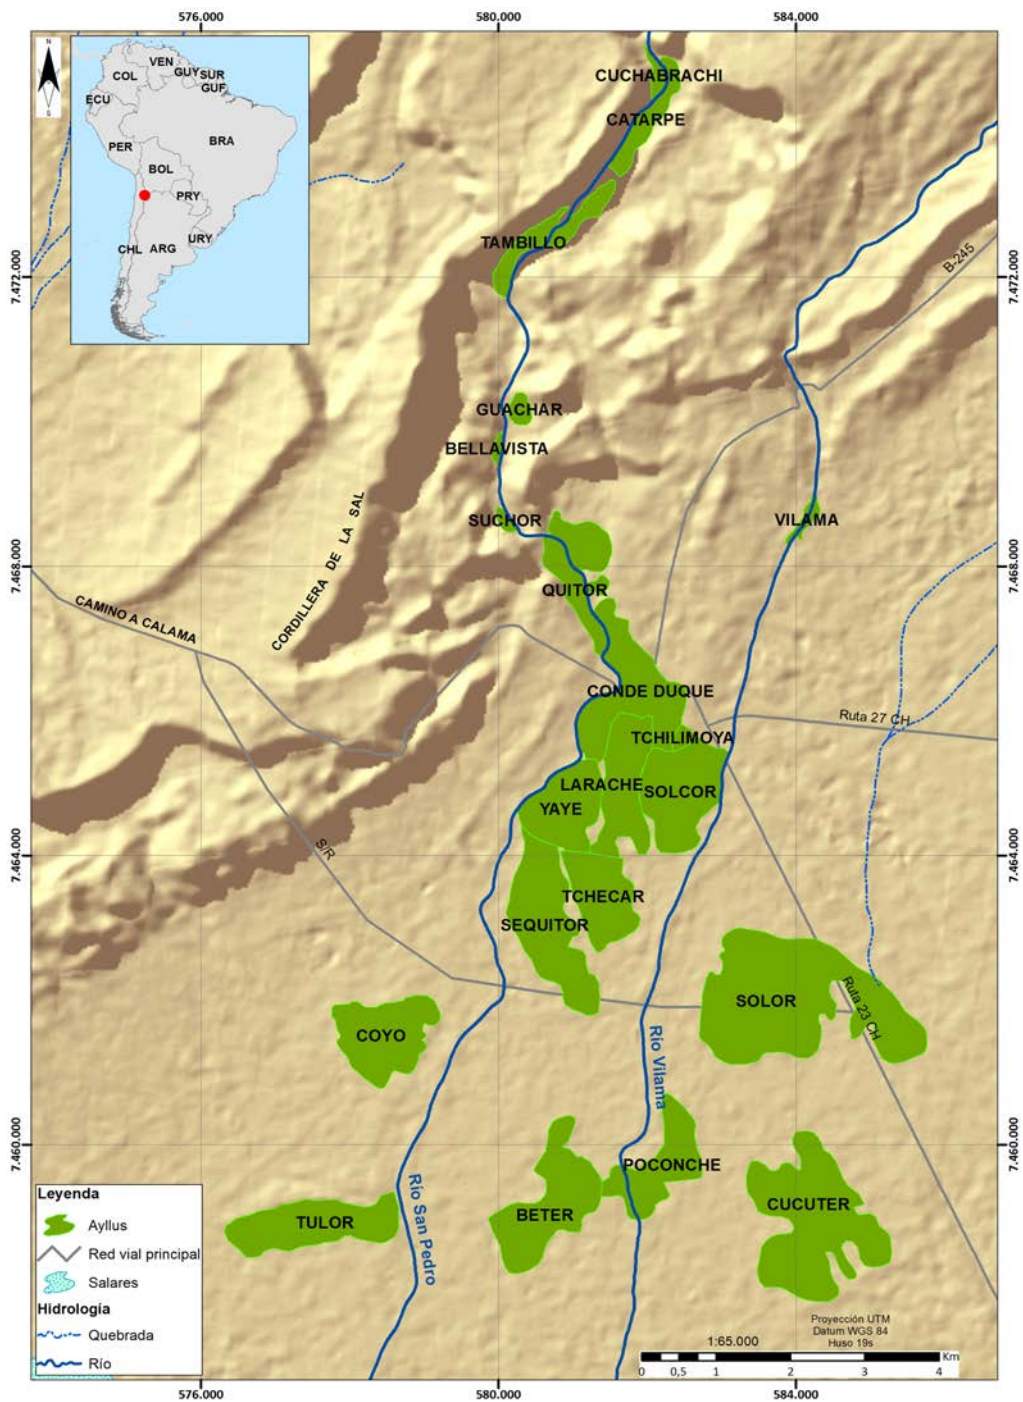 576.000
580.000
584.000
N
S
VEN
COL
GUY
SUR
GUF
ECU
BRA
PER
BOL
PRY
CHL
ARG
URY
CUCHABRACHI
CATARPE
TAMBILLO
B-245
7.472.000
7.472.000
GUACHAR
BELLAVISTA
SUCHOR
VILAMA
CORDILLERA DE LA SAL
7.468.000
7.468.000
QUITOR
CAMINO A CALAMA
CONDE DUQUE
Ruta 27 CH
TCHILIMOYA
LARACHE
SOLCOR
YAYE
S/R
7.464.000
7.464.000
TCHECAR
SEQUITOR
SOLOR
Ruta 23 CH
COYO
Río Vilama
7.460.000
7.460.000
POCONCHE
CUCUTER
BETER
TULOR
Río San Pedro
Leyenda
Ayllus
Red vial principal
Salares
Hidrología
Quebrada
Río
Proyección UTM
Datum WGS 84
Huso 19s
1:65.000
Km
0 0,5 1 2 3 4
576.000
580.000
584.000